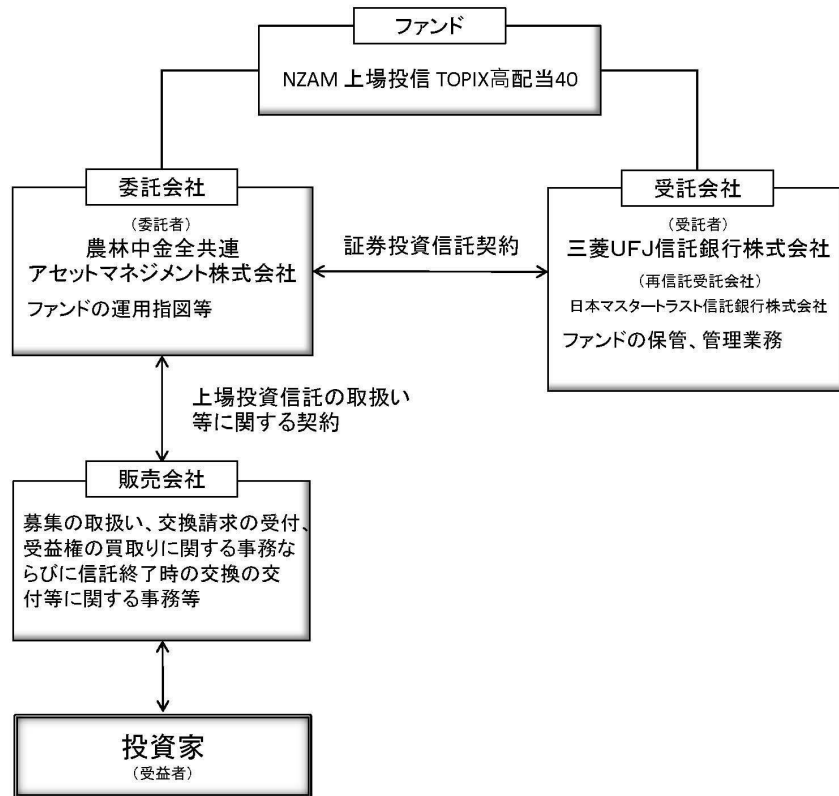 ファンド
NZAM 上場投信 TOPIX高配当40
委託会社
（委託者）
農林中金全共連
アセットマネジメント株式会社
ファンドの運用指図等
証券投資信託契約
受託会社
（受託者）
三菱UFJ信託銀行株式会社
（再信託受託会社）
日本マスタートラスト信託銀行株式会社
ファンドの保管、管理業務
上場投資信託の取扱い
等に関する契約
販売会社
募集の取扱い、交換請求の受付、
受益権の買取りに関する事務な
らびに信託終了時の交換の交
付等に関する事務等
投資家
（受益者）